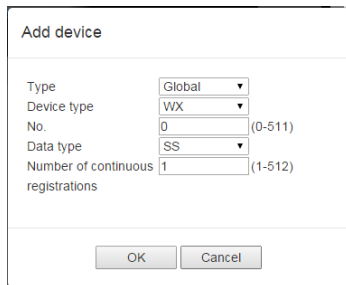 Add device
Type Global
Device type WX
No. 0 (0-511)
Data type SS
Number of continuous 1 (1-512)
registrations
OK Cancel